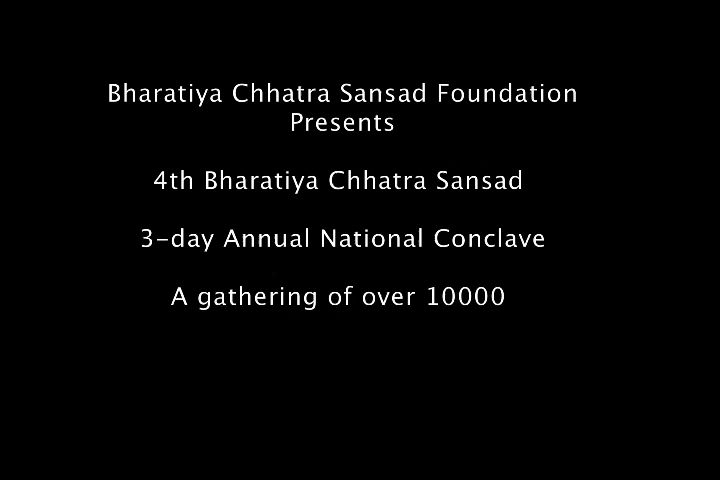 Bharatiya Chhatra Sansad Foundation
Presents
4th Bharatiya Chhatra Sansad
3-day Annual National Conclave
A gathering of over 10000